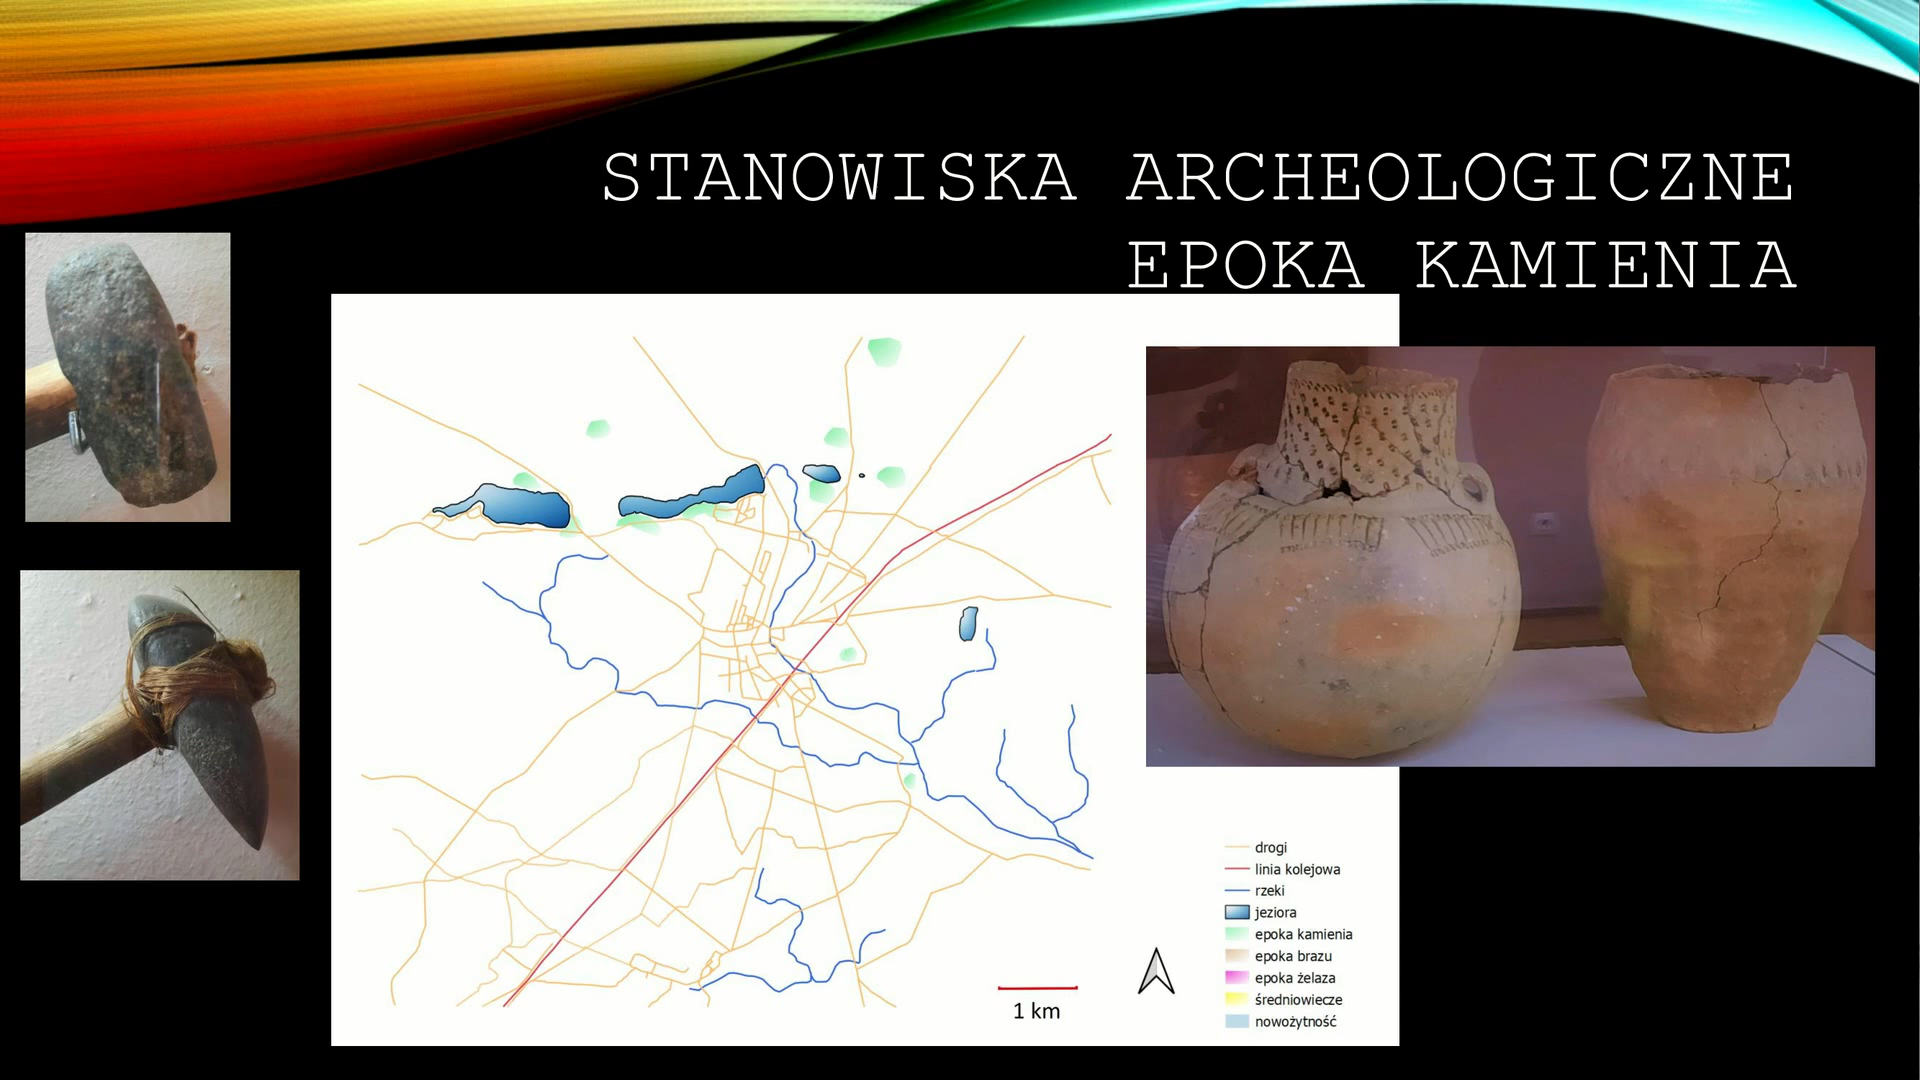 STANOWISKA ARCHEOLOGICZNE
EPOKA KAMIENIA
drogi
linia kolejowa
rzeki
jeziora
epoka kamienia
epoka brazu
epoka żelaza
średniowiecze
nowożytność
1 km